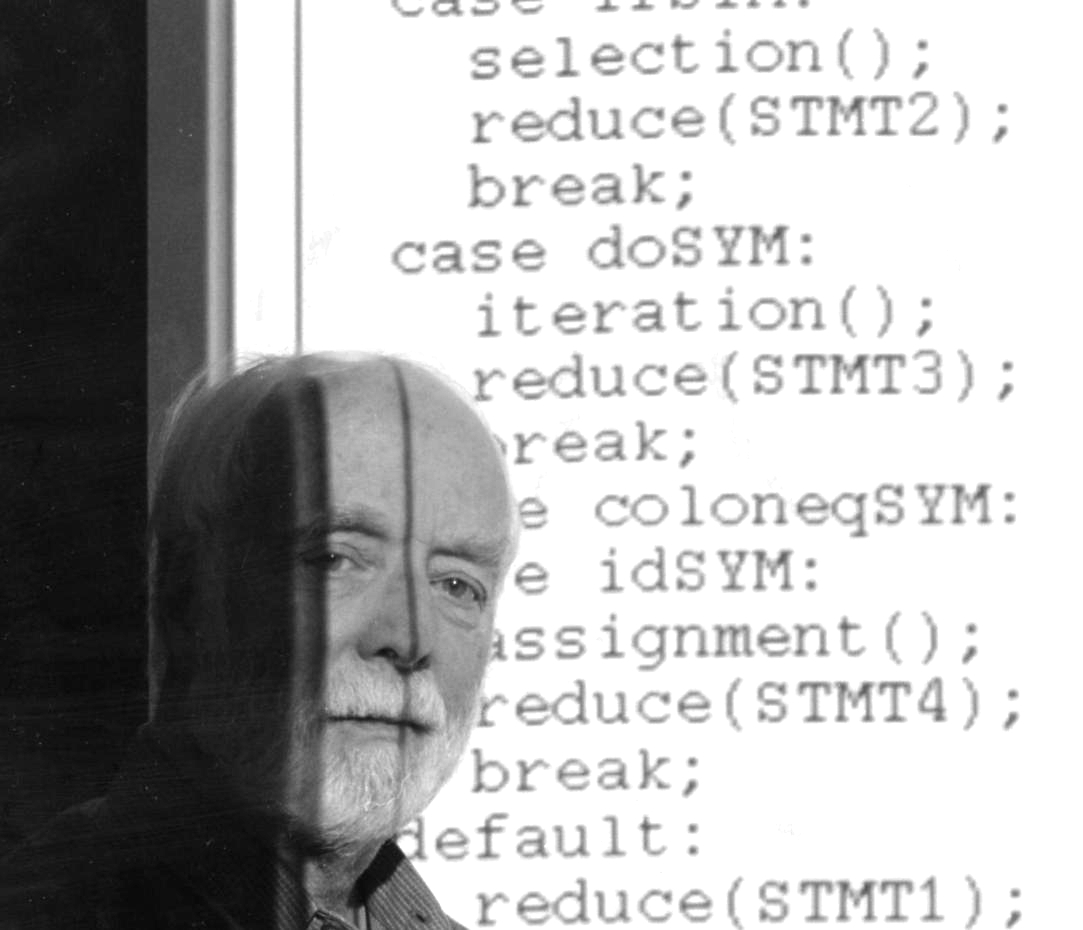 case
selection();
reduce(STMT2);
break;
case doSYM:
iteration();
reduce(STMT3);
reak;
e coloneqSYM:
e idSYM:
assignment();
reduce(STMT4);
break;
default:
reduce(STMT1);